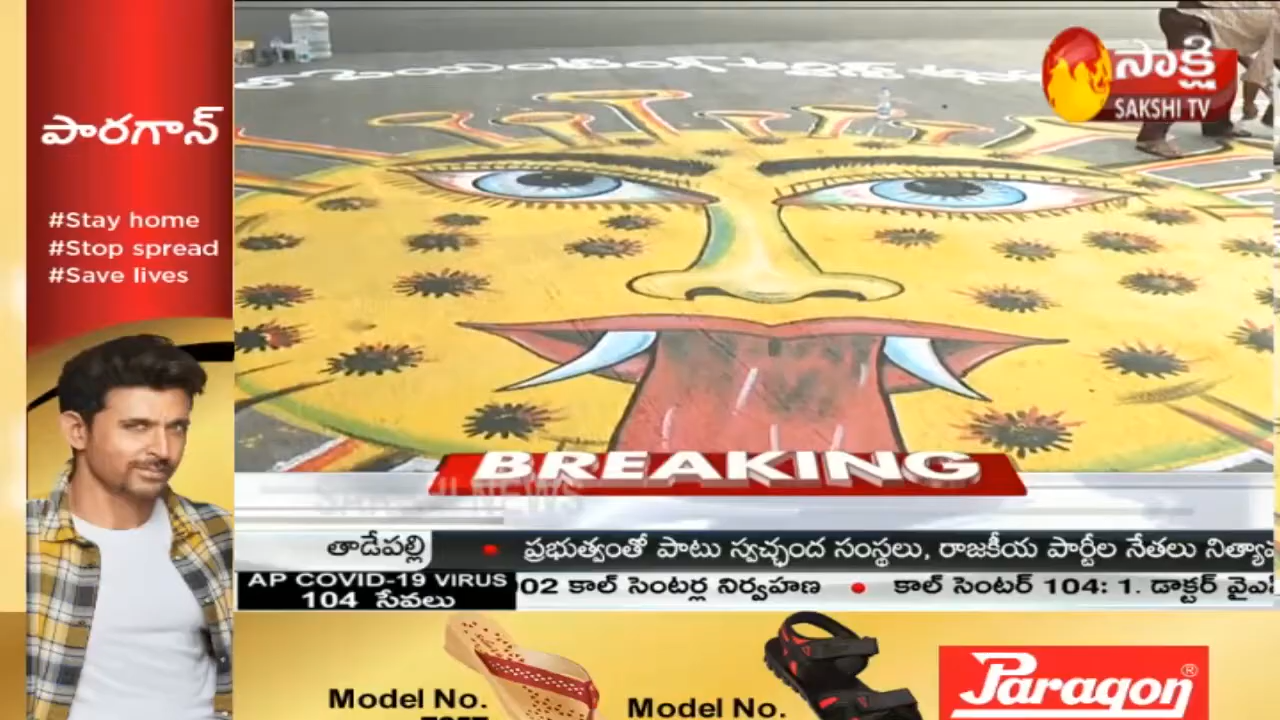 సాక్షి
SAKSHI TV
పారగాన్
#Stay home
#Stop spread
#Save lives
BREAKING
తాడేపల్లి
ప్రభుత్వంతో పాటు స్వచ్ఛంద సంస్థలు, రాజకీయ పార్టీల నేతలు
AP COVID-19 VIRUS
104 సేవలు
02 కాల్ సెంటర్ల నిర్వహణ
కాల్ సెంటర్ 104: 1. డాక్టర్
Model No.
Model No.
Paragon®